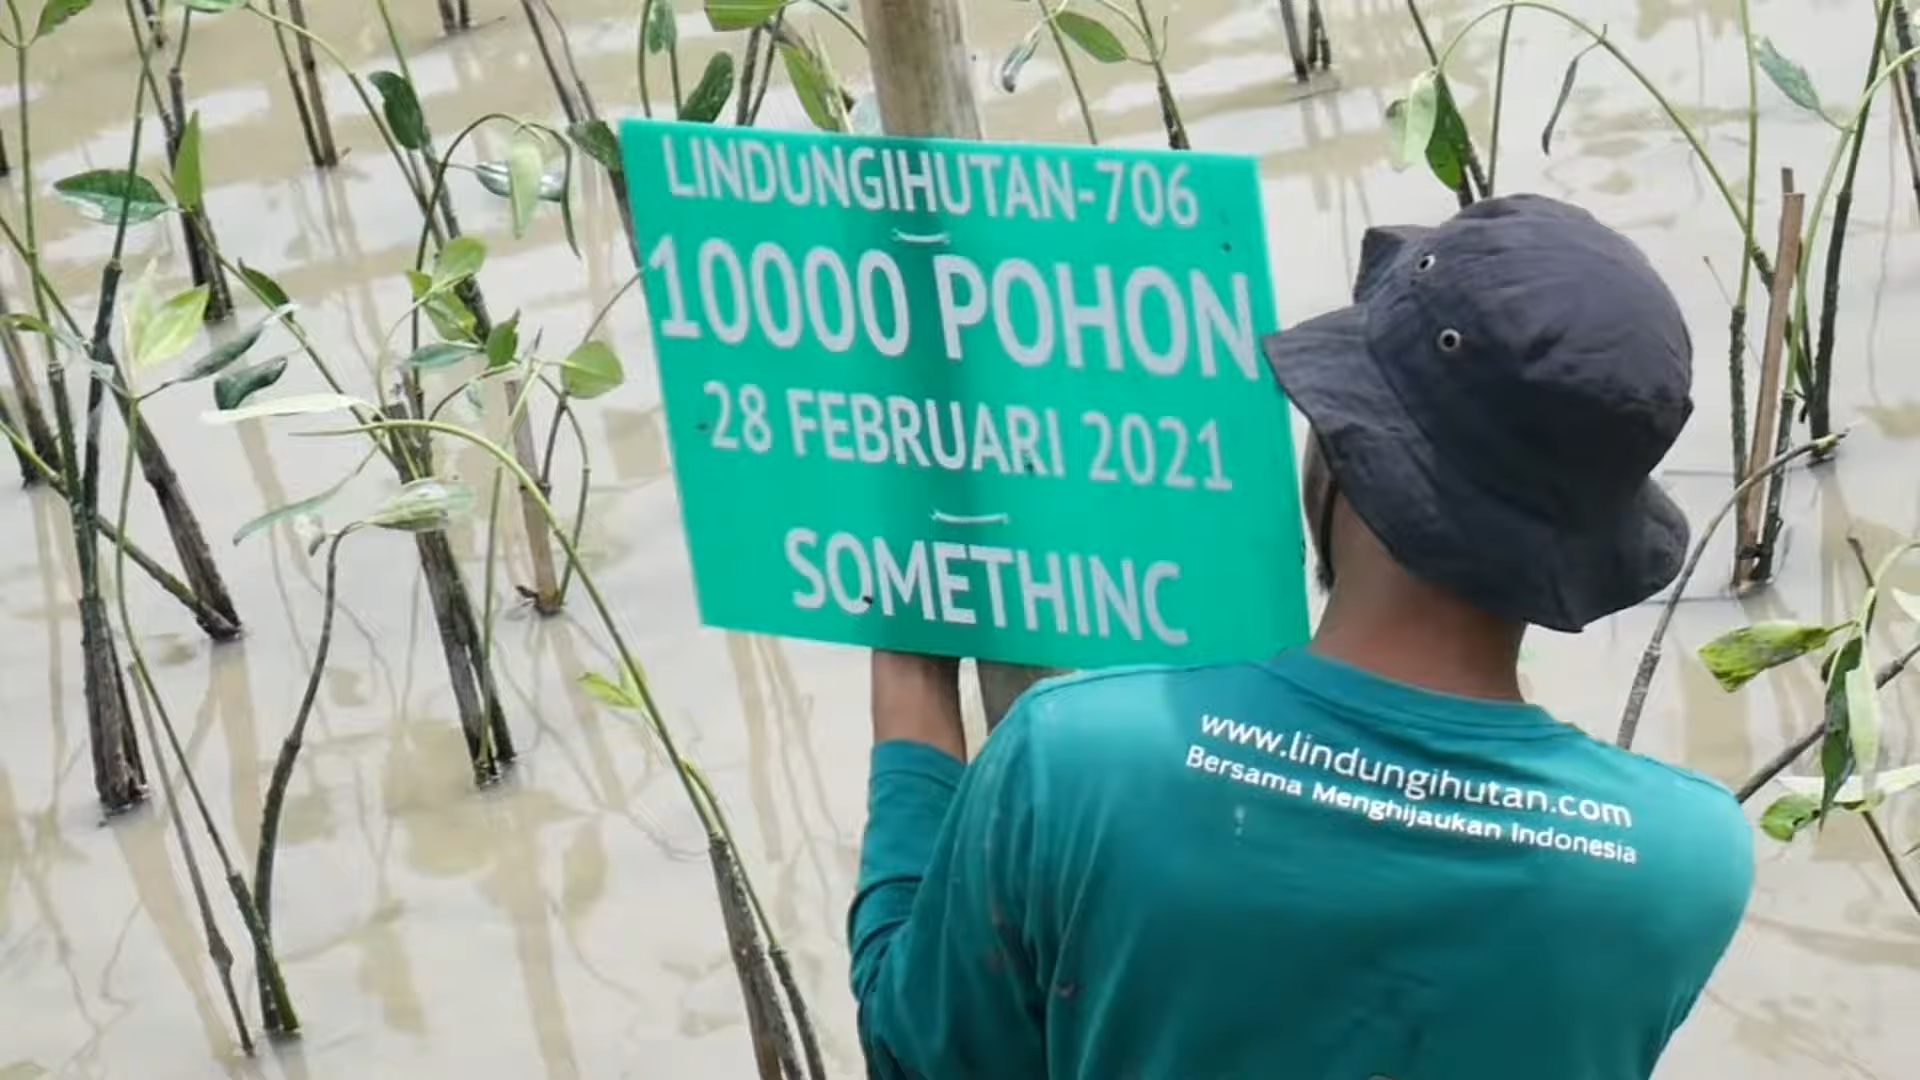 LINDUNGIHUTAN-706
10000 POHON
28 FEBRUARI 2021
SOMETHINC
www.lindungihutan.com
Bersama Menghijaukan Indonesia